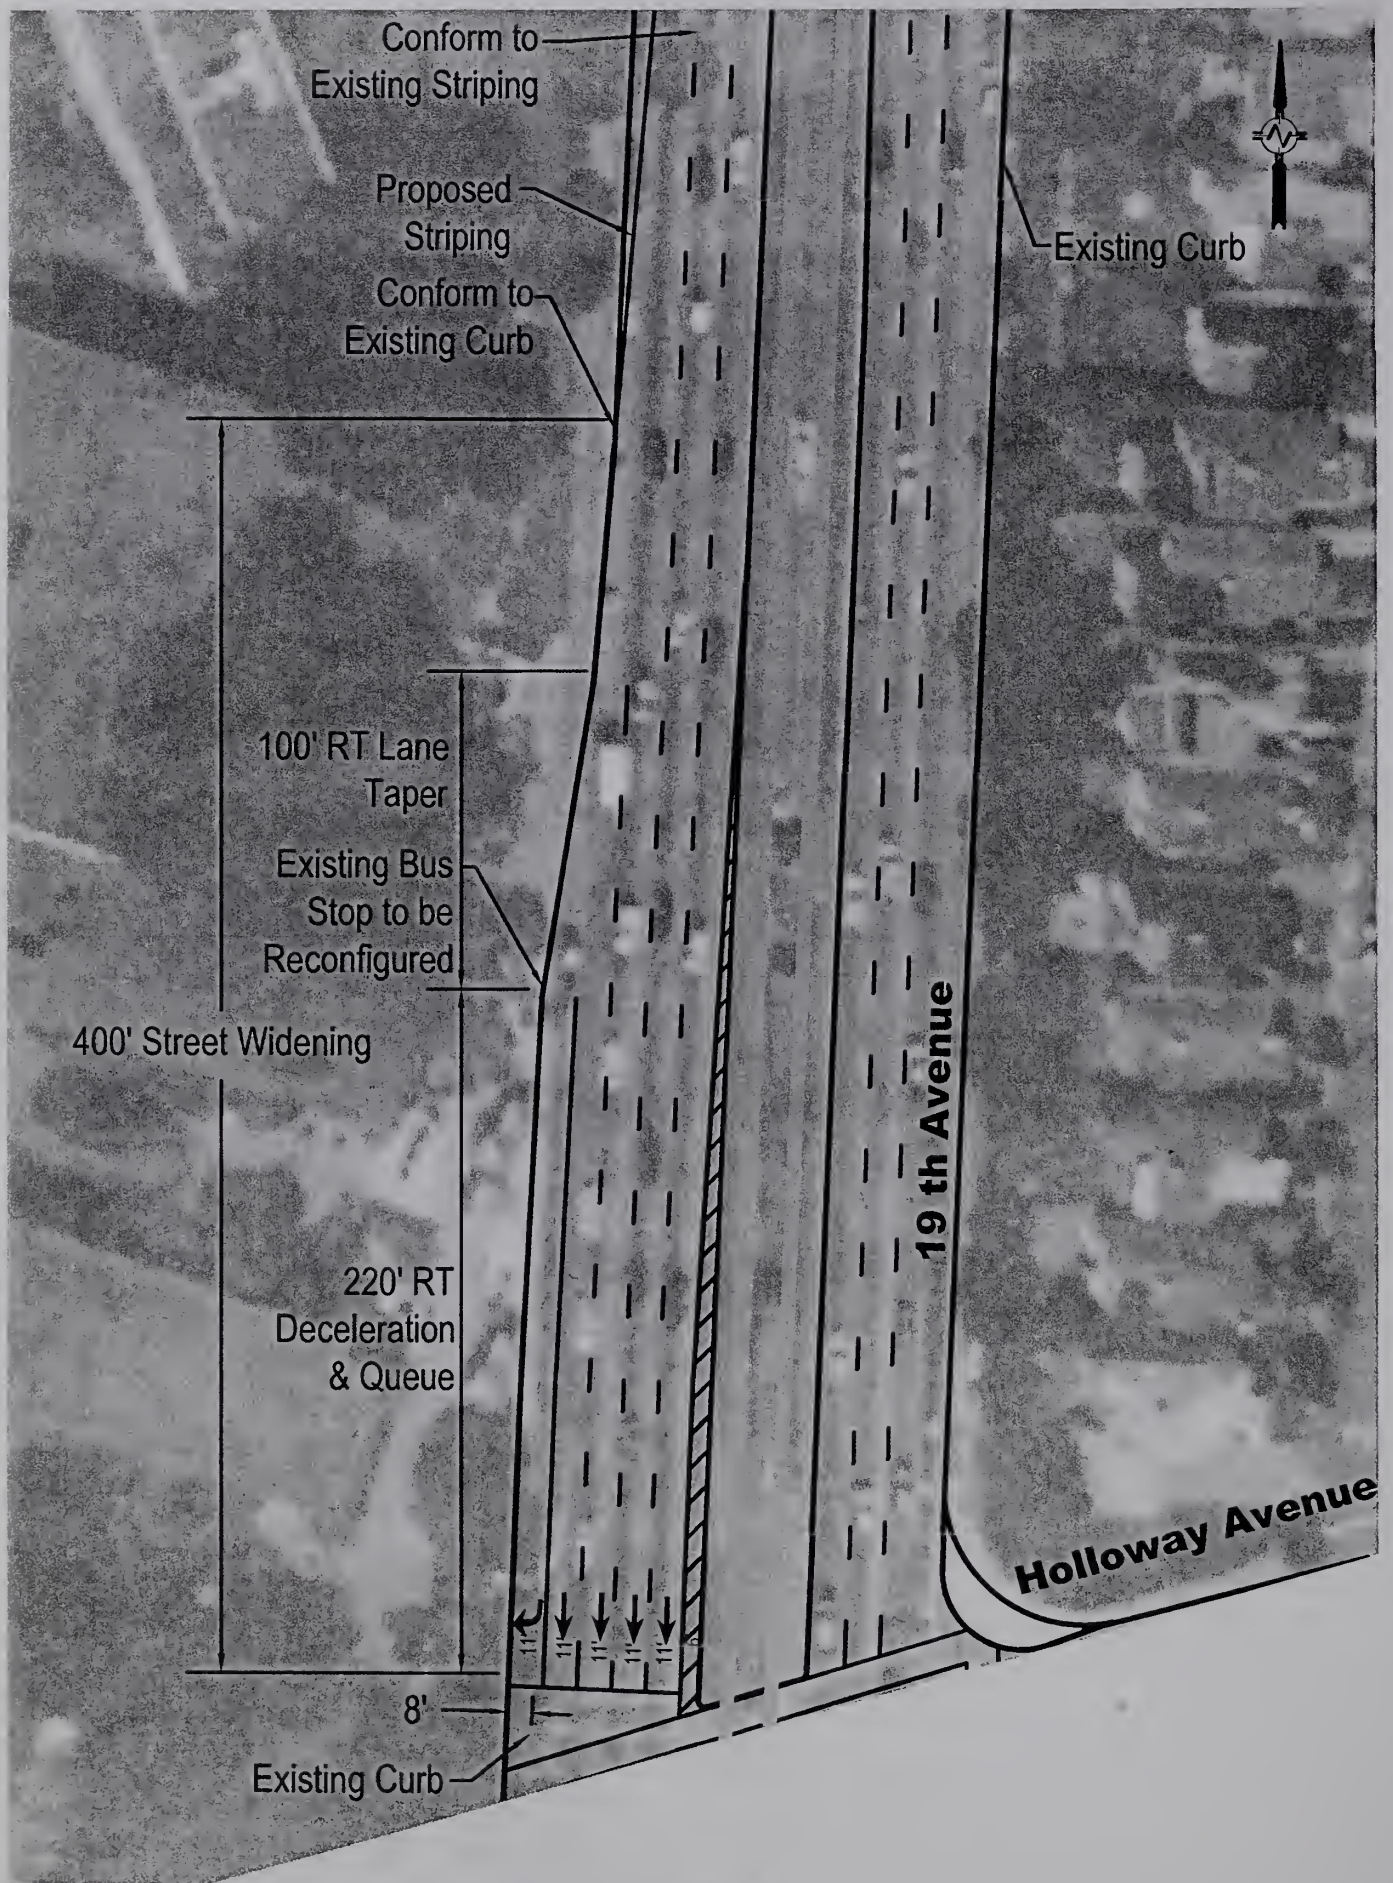 Conform to
Existing Striping
Proposed
Striping
Conform to
Existing Curb
N
Existing Curb
100' RT Lane
Taper
Existing Bus
Stop to be
Reconfigured
400' Street Widening
19 th Avenue
220' RT
Deceleration
& Queue
Holloway Avenue
11'
11'
11'
11'
11'
8'
Existing Curb